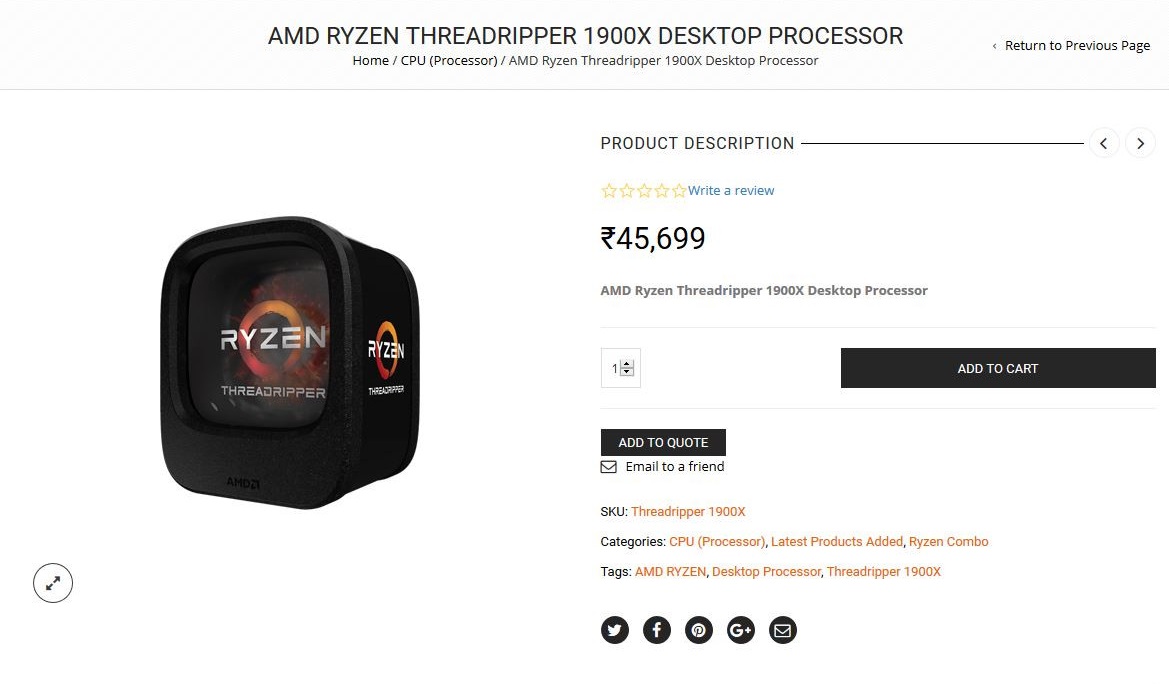 AMD RYZEN THREADRIPPER 1900X DESKTOP PROCESSOR
Home / CPU (Processor) / AMD Ryzen Threadripper 1900X Desktop Processor
‹ Return to Previous Page
PRODUCT DESCRIPTION
Write a review
₹45,699
AMD Ryzen Threadripper 1900X Desktop Processor
1
ADD TO CART
ADD TO QUOTE
Email to a friend
SKU: Threadripper 1900X
Categories: CPU (Processor), Latest Products Added, Ryzen Combo
Tags: AMD RYZEN, Desktop Processor, Threadripper 1900X
G+
RYZEN
THREADRIPPER
RYZEN
THREADRIPPER
AMD